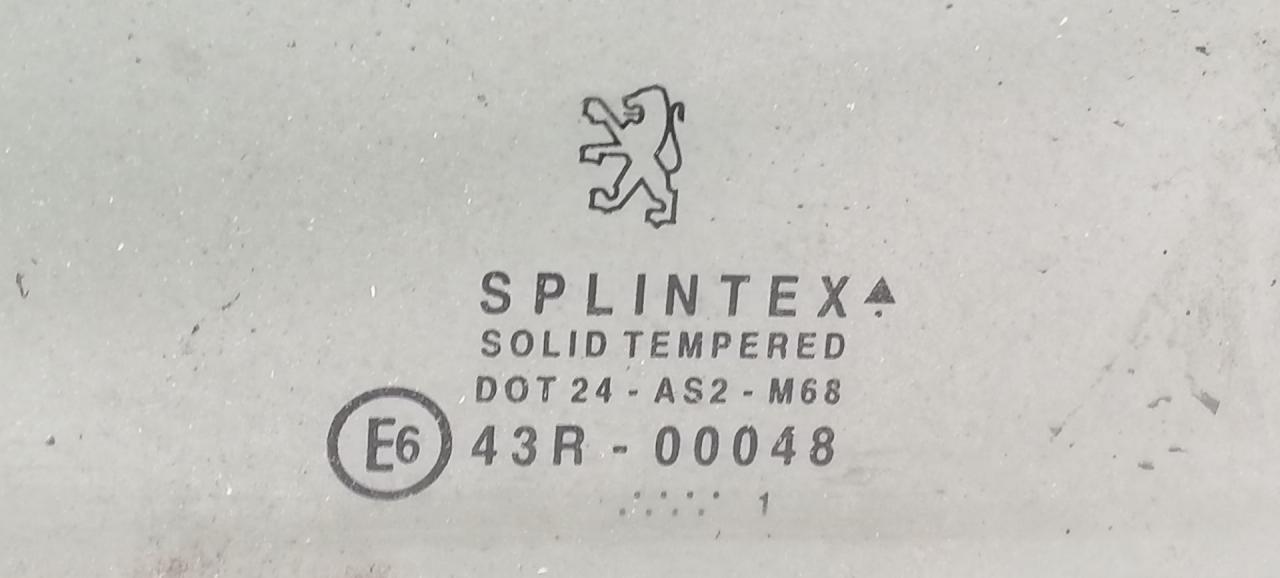 SPLINTEX
SOLID TEMPERED
DOT 24 - AS2 - M68
E6 43R - 00048
........ 1